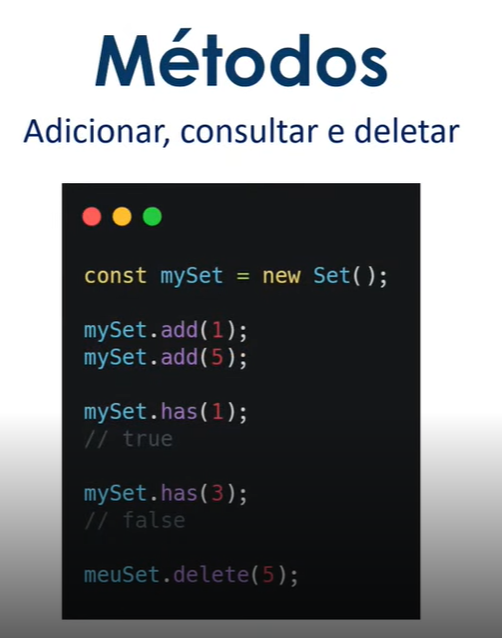 Métodos
Adicionar, consultar e deletar
const mySet = new Set();
mySet.add(1);
mySet.add(5);
mySet.has(1);
// true
mySet.has(3);
// false
meuSet.delete(5);